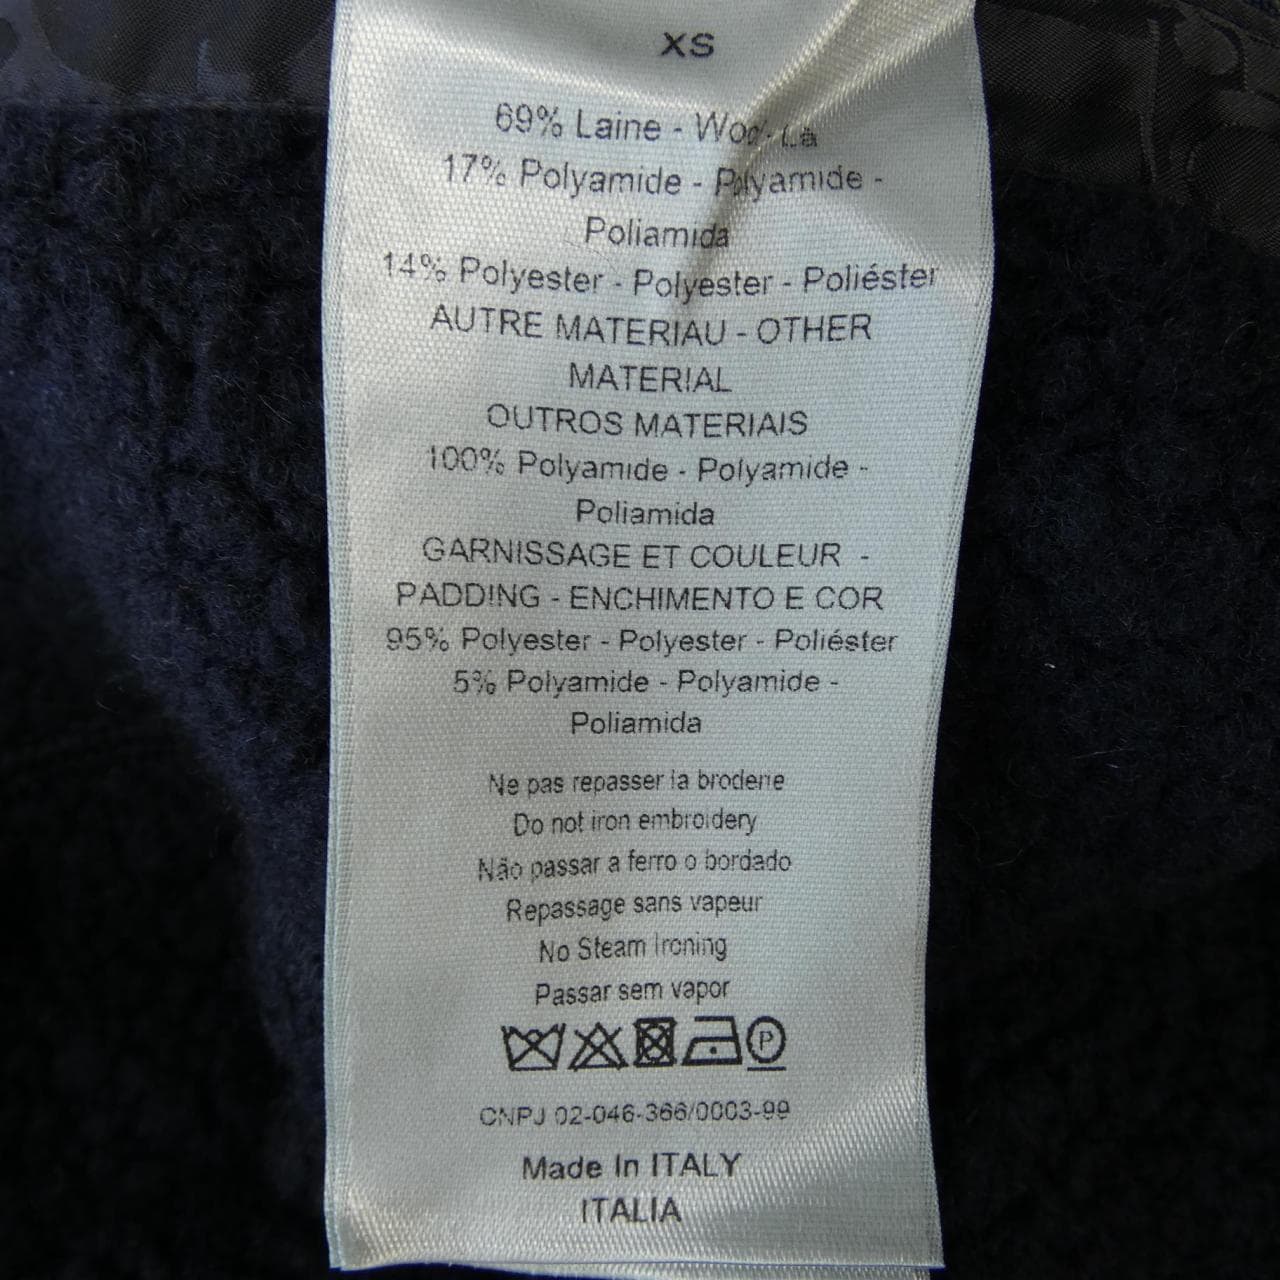 XS
69% Laine - Wool - Lã
17% Polyamide - Polyamide -
Poliamida
14% Polyester - Polyester - Poliéster
AUTRE MATERIAU - OTHER
MATERIAL
OUTROS MATERIAIS
100% Polyamide - Polyamide -
Poliamida
GARNISSAGE ET COULEUR -
PADDING - ENCHIMENTO E COR
95% Polyester - Polyester - Poliéster
5% Polyamide - Polyamide -
Poliamida
Ne pas repasser la broderie
Do not iron embroidery
Não passar a ferro o bordado
Repassage sans vapeur
No Steam Ironing
Passar sem vapor
P
CNPJ 02-046-366/0003-99
Made In ITALY
ITALIA